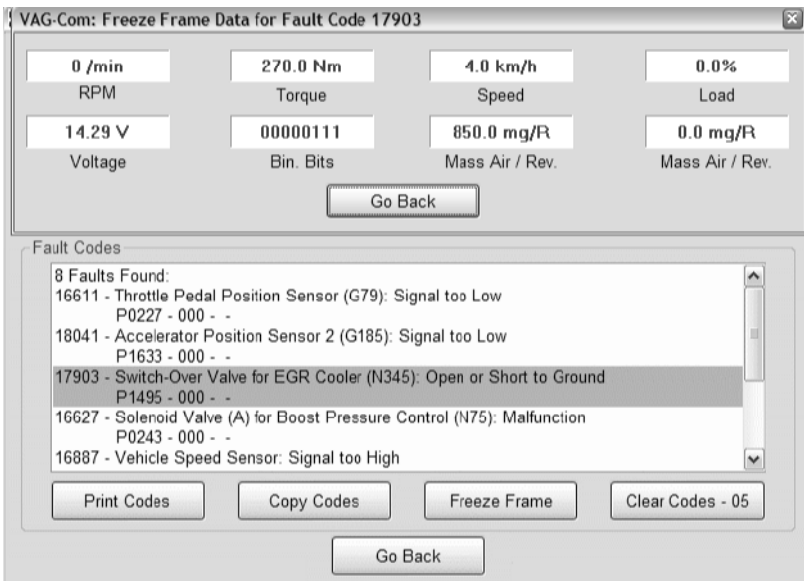 VAG-Com: Freeze Frame Data for Fault Code 17903
0 /min 270.0 Nm 4.0 km/h 0.0%
RPM Torque Speed Load
14.29 V 00000111 850.0 mg/R 0.0 mg/R
Voltage Bin. Bits Mass Air / Rev. Mass Air / Rev.
Go Back
Fault Codes
8 Faults Found:
16611 - Throttle Pedal Position Sensor (G79): Signal too Low
P0227 - 000 - -
18041 - Accelerator Position Sensor 2 (G185): Signal too Low
P1633 - 000 - -
17903 - Switch-Over Valve for EGR Cooler (N345): Open or Short to Ground
P1495 - 000 - -
16627 - Solenoid Valve (A) for Boost Pressure Control (N75): Malfunction
P0243 - 000 - -
16887 - Vehicle Speed Sensor: Signal too High
Print Codes Copy Codes Freeze Frame Clear Codes - 05
Go Back